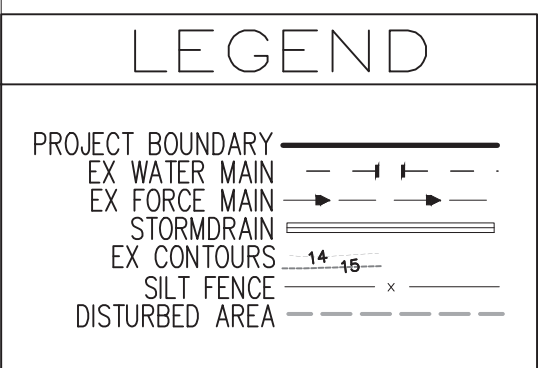 LEGEND
PROJECT BOUNDARY
EX WATER MAIN
EX FORCE MAIN
STORMDRAIN
EX CONTOURS 14 15
SILT FENCE x
DISTURBED AREA